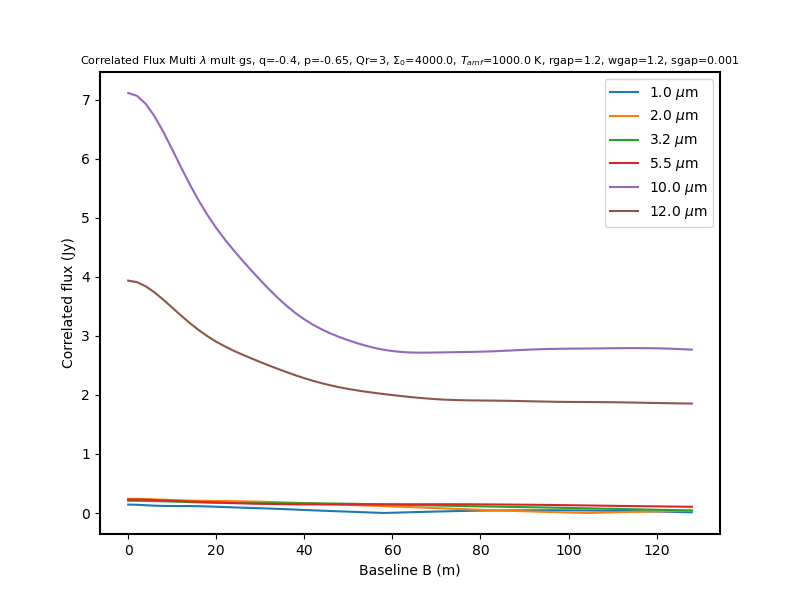 Correlated Flux Multi λ mult gs, q=-0.4, p=-0.65, Qr=3, Σ₀=4000.0, T_amf=1000.0 K, rgap=1.2, wgap=1.2, sgap=0.001
1.0 μm
2.0 μm
3.2 μm
5.5 μm
10.0 μm
12.0 μm
7
6
5
4
3
2
1
0
Correlated flux (Jy)
0 20 40 60 80 100 120
Baseline B (m)